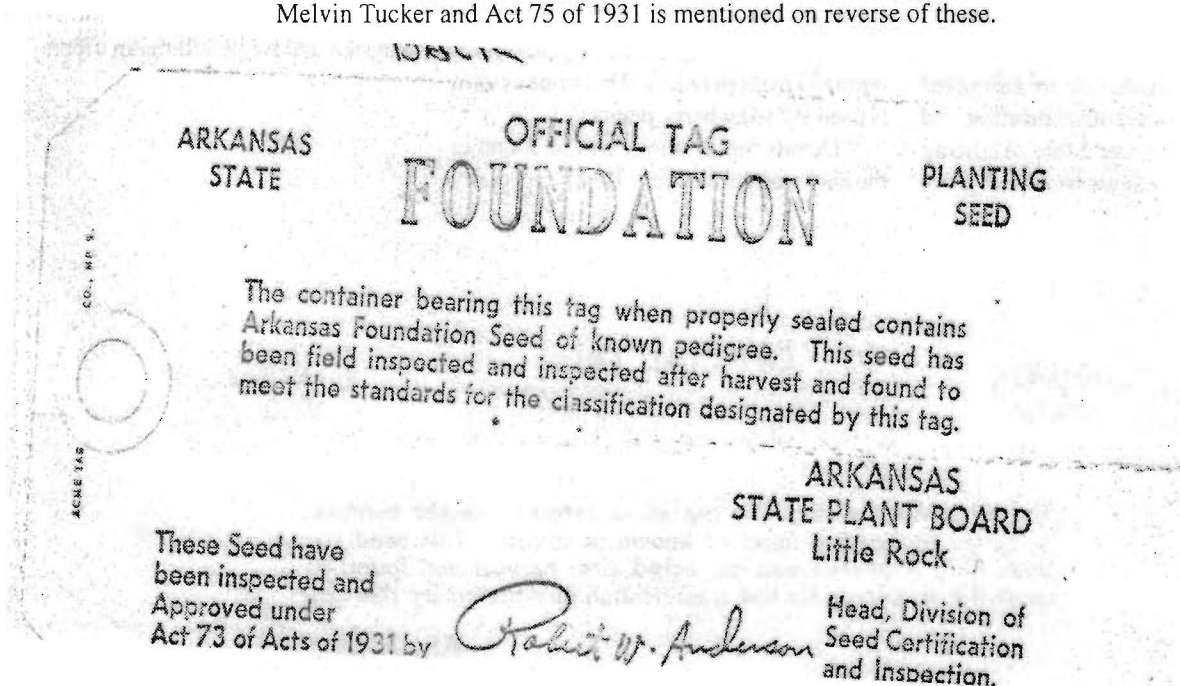 Melvin Tucker and Act 75 of 1931 is mentioned on reverse of these.
ARKANSAS
STATE
OFFICIAL TAG
FOUNDATION
PLANTING
SEED
The container bearing this tag when properly sealed contains
Arkansas Foundation Seed of known pedigree. This seed has
been field inspected and inspected after harvest and found to
meet the standards for the classification designated by this tag.
ACME TAG
CO.,
ARKANSAS
STATE PLANT BOARD
Little Rock
These Seed have
been inspected and
Approved under
Act 73 of Acts of 1931 by
Robert W. Anderson
Head, Division of
Seed Certification
and Inspection.